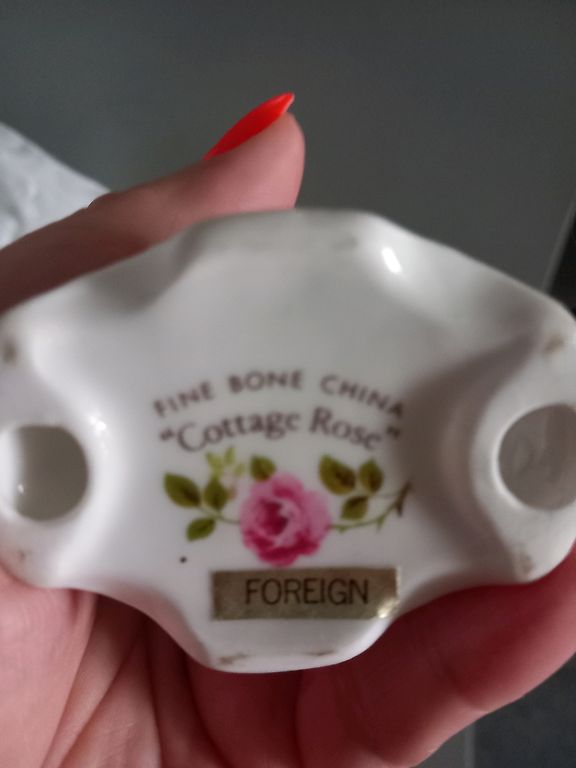 FINE BONE CHINA
"Cottage Rose"
FOREIGN